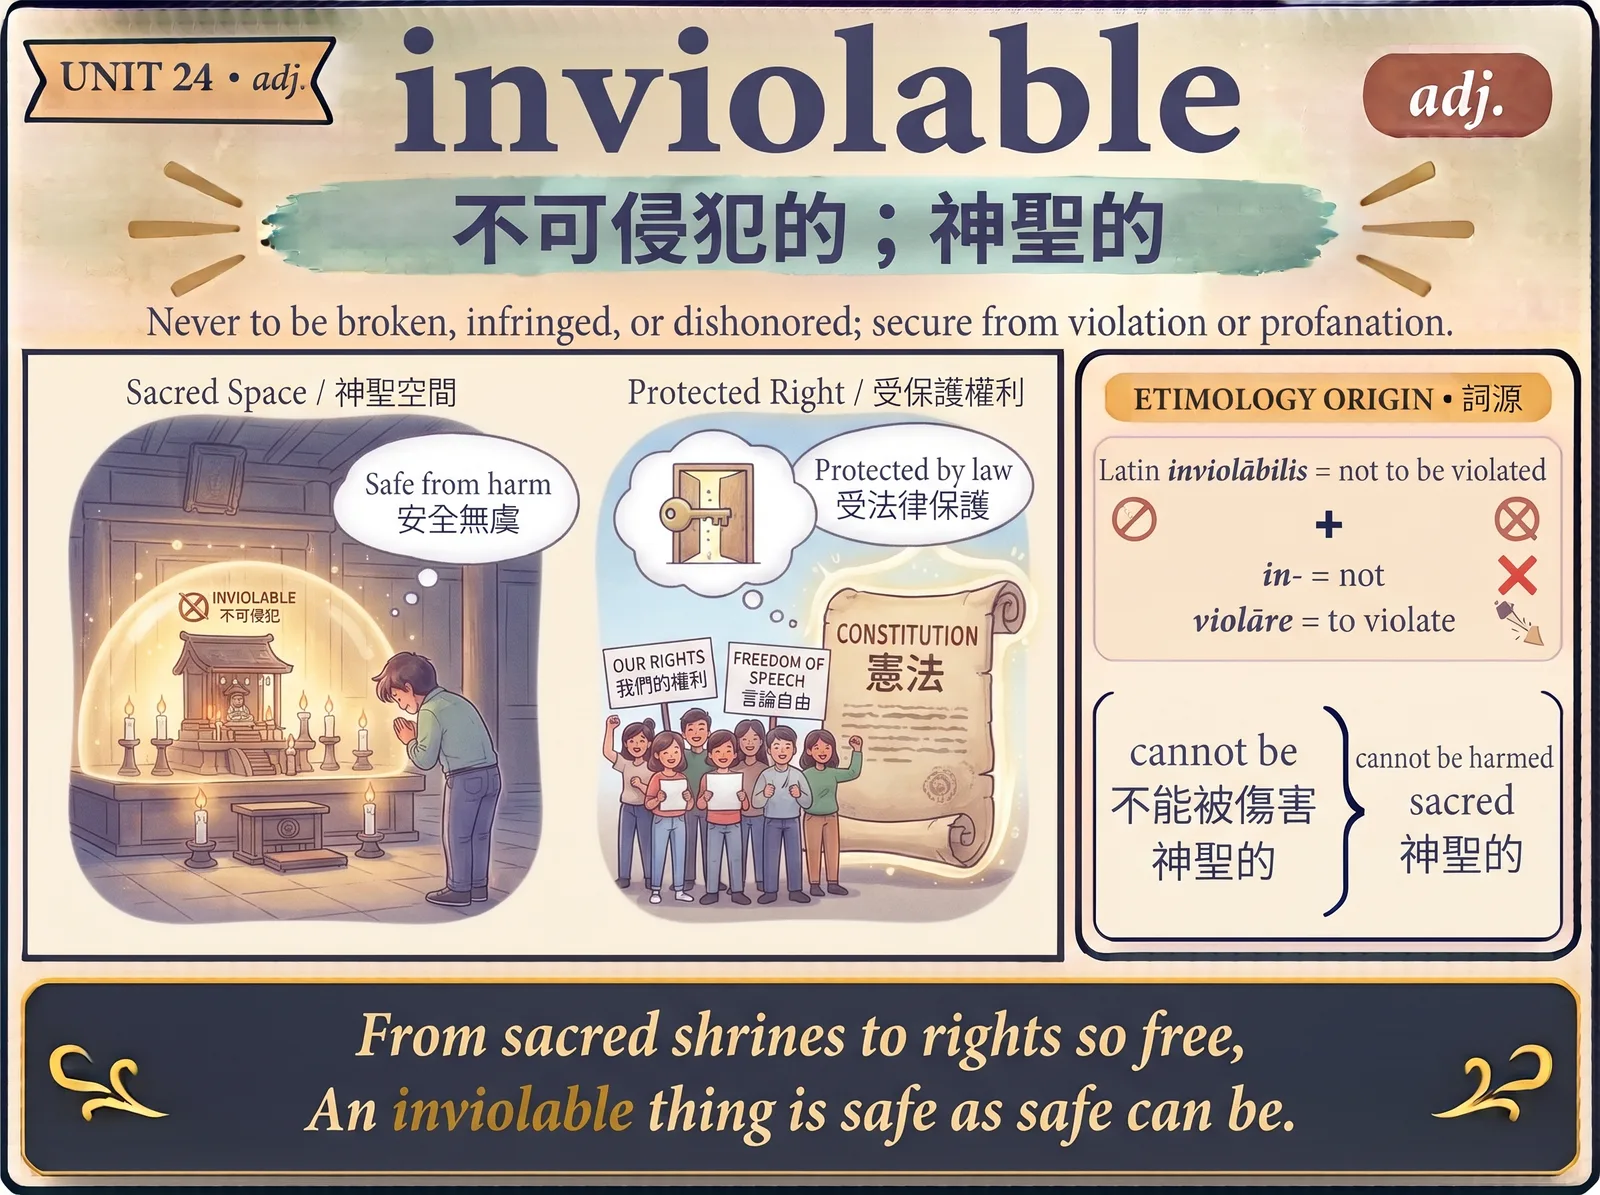 UNIT 24 • adj.
inviolable
adj.
不可侵犯的；神聖的
Never to be broken, infringed, or dishonored; secure from violation or profanation.
Sacred Space / 神聖空間
Safe from harm
安全無虞
INVIOLABLE
不可侵犯
Protected Right / 受保護權利
Protected by law
受法律保護
OUR RIGHTS
我們的權利
FREEDOM OF
SPEECH
言論自由
CONSTITUTION
憲法
ETIMOLOGY ORIGIN • 詞源
Latin inviolābilis = not to be violated
+
in- = not
violāre = to violate
cannot be
不能被傷害
神聖的
cannot be harmed
sacred
神聖的
From sacred shrines to rights so free,
An inviolable thing is safe as safe can be.